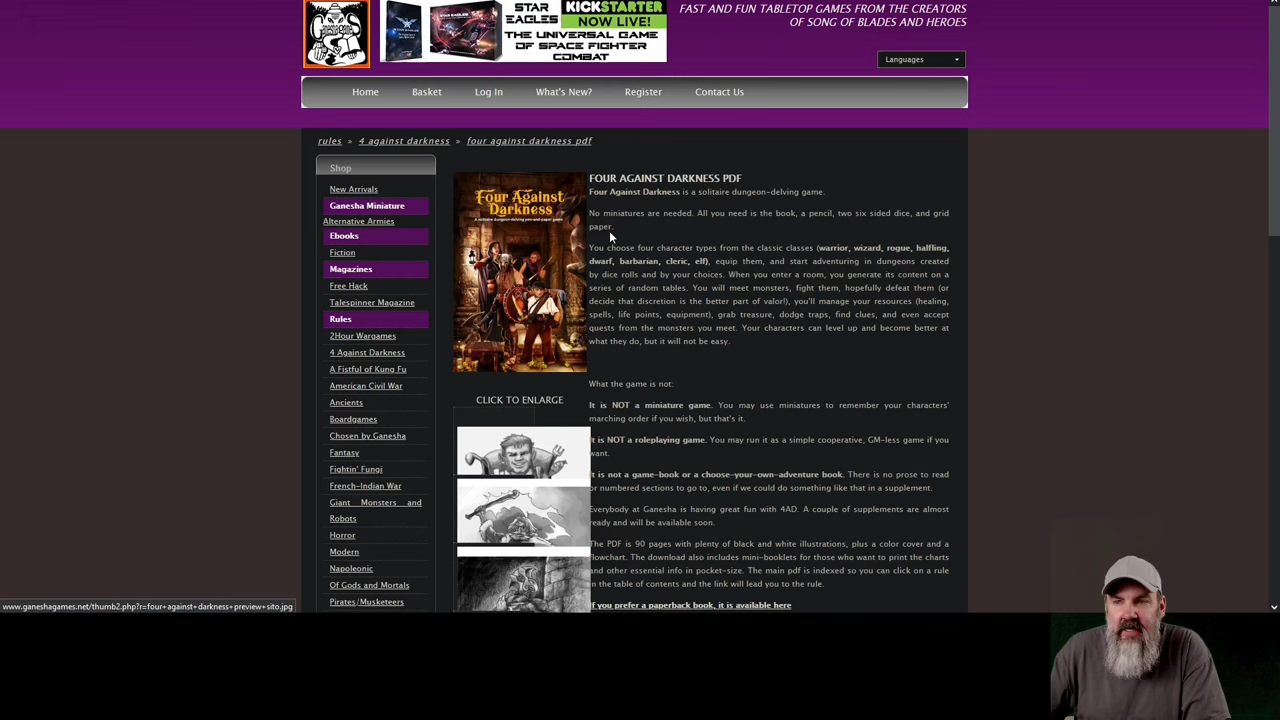 STAR EAGLES
KICKSTARTER
NOW LIVE!
THE UNIVERSAL GAME
OF SPACE FIGHTER
COMBAT
FAST AND FUN TABLETOP GAMES FROM THE CREATORS
OF SONG OF BLADES AND HEROES
Languages
Home Basket Log In What's New? Register Contact Us
rules » 4 against darkness » four against darkness pdf
Shop
New Arrivals
Ganesha Miniature
Alternative Armies
Ebooks
Fiction
Magazines
Free Hack
Talespinner Magazine
Rules
2Hour Wargames
4 Against Darkness
A Fistful of Kung Fu
American Civil War
Ancients
Boardgames
Chosen by Ganesha
Fantasy
Fightin' Fungi
French-Indian War
Giant Monsters and
Robots
Horror
Modern
Napoleonic
Of Gods and Mortals
Pirates/Musketeers
Four Against
Darkness
A solitaire dungeon-delving pen-and-paper game
CLICK TO ENLARGE
FOUR AGAINST DARKNESS PDF
Four Against Darkness is a solitaire dungeon-delving game.
No miniatures are needed. All you need is the book, a pencil, two six sided dice, and grid
paper.
You choose four character types from the classic classes (warrior, wizard, rogue, halfling,
dwarf, barbarian, cleric, elf), equip them, and start adventuring in dungeons created
by dice rolls and by your choices. When you enter a room, you generate its content on a
series of random tables. You will meet monsters, fight them, hopefully defeat them (or
decide that discretion is the better part of valor!), you'll manage your resources (healing,
spells, life points, equipment), grab treasure, dodge traps, find clues, and even accept
quests from the monsters you meet. Your characters can level up and become better at
what they do, but it will not be easy.
What the game is not:
It is NOT a miniature game. You may use miniatures to remember your characters'
marching order if you wish, but that's it.
It is NOT a roleplaying game. You may run it as a simple cooperative, GM-less game if you
want.
It is not a game-book or a choose-your-own-adventure book. There is no prose to read
or numbered sections to go to, even if we could do something like that in a supplement.
Everybody at Ganesha is having great fun with 4AD. A couple of supplements are almost
ready and will be available soon.
The PDF is 90 pages with plenty of black and white illustrations, plus a color cover and a
flowchart. The download also includes mini-booklets for those who want to print the charts
and other essential info in pocket-size. The main pdf is indexed so you can click on a rule
in the table of contents and the link will lead you to the rule.
If you prefer a paperback book, it is available here
www.ganeshagames.net/thumb2.php?r=four+against+darkness+preview+sito.jpg